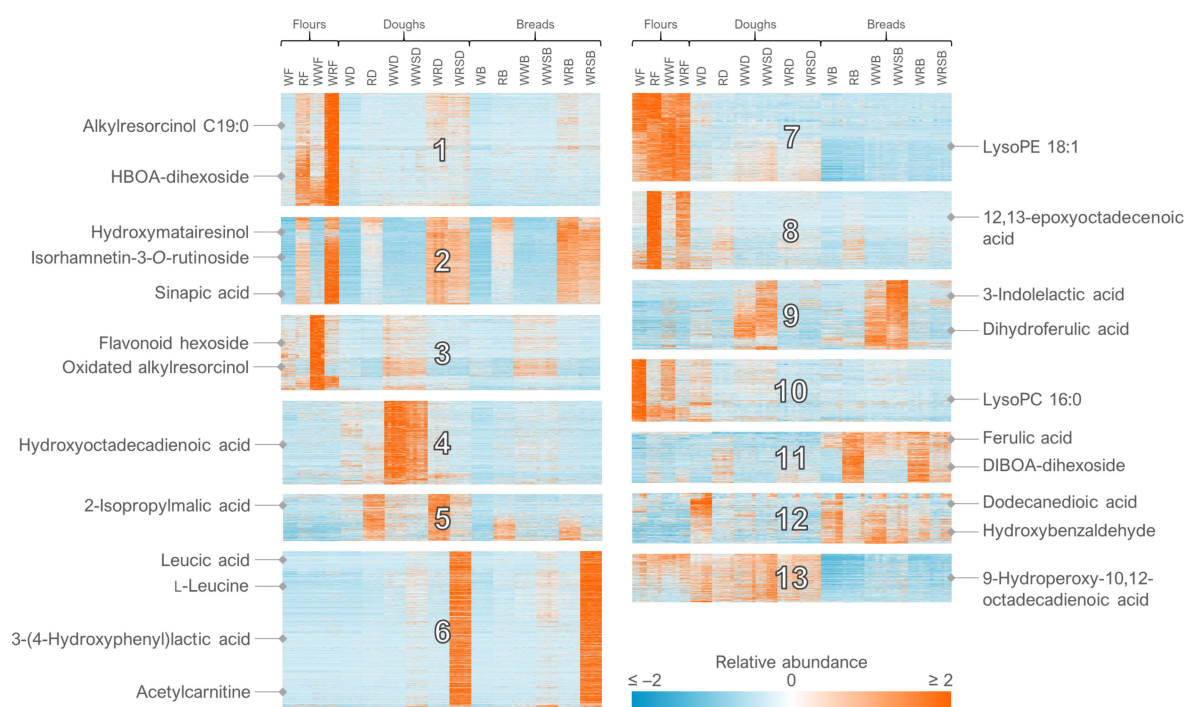 Flours Doughs Breads
WF RF WWF WRF WD RD WWD WWSD WRD WRSD WB RB WWB WWSB WRB WRSB
Alkylresorcinol C19:0
HBOA-dihexoside
1
Hydroxymatairesinol
Isorhamnetin-3-O-rutinoside
Sinapic acid
2
Flavonoid hexoside
Oxidated alkylresorcinol
3
Hydroxyoctadecadienoic acid
4
2-Isopropylmalic acid
5
Leucic acid
L-Leucine
3-(4-Hydroxyphenyl)lactic acid
Acetylcarnitine
6
Flours Doughs Breads
WF RF WWF WRF WD RD WWD WWSD WRD WRSD WB RB WWB WWSB WRB WRSB
7
LysoPE 18:1
8
12,13-epoxyoctadecenoic
acid
9
3-Indolelactic acid
Dihydroferulic acid
10
LysoPC 16:0
11
Ferulic acid
DIBOA-dihexoside
12
Dodecanedioic acid
Hydroxybenzaldehyde
13
9-Hydroperoxy-10,12-
octadecadienoic acid
Relative abundance
≤ −2 0 ≥ 2